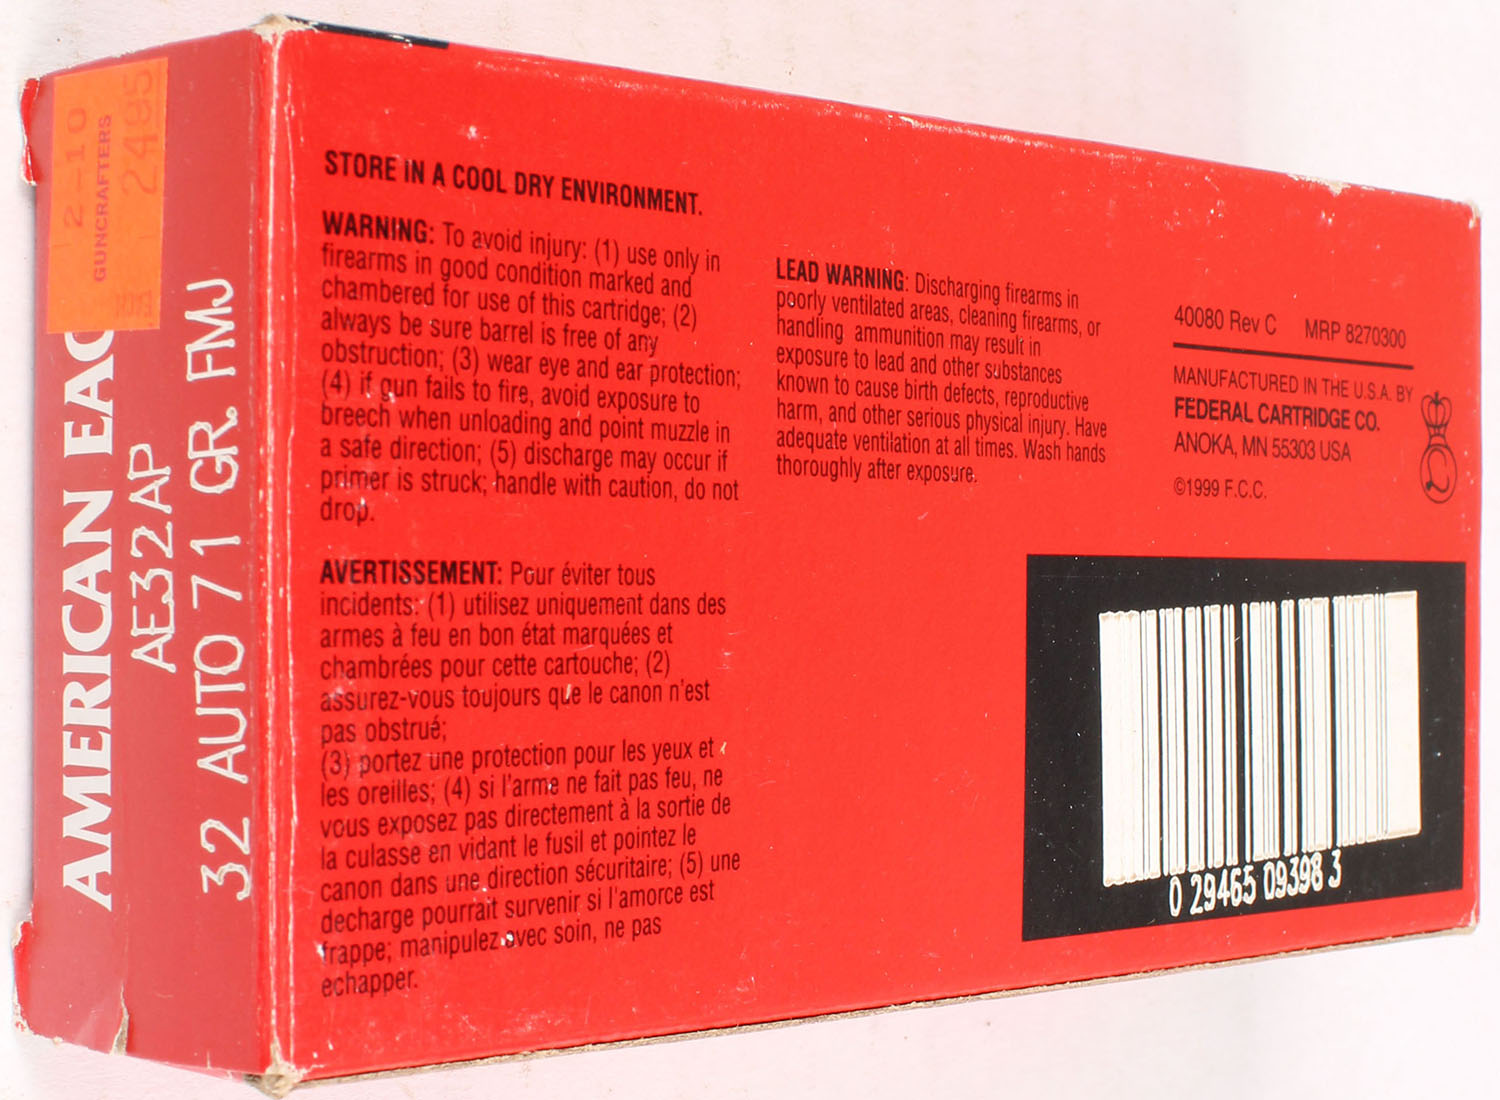 2-10
GUNCRAFTERS
2485
AMERICAN EAG
AE32AP
32 AUTO 71 GR. FMJ
STORE IN A COOL DRY ENVIRONMENT.
WARNING: To avoid injury: (1) use only in
firearms in good condition marked and
chambered for use of this cartridge; (2)
always be sure barrel is free of any
obstruction; (3) wear eye and ear protection;
(4) if gun fails to fire, avoid exposure to
breech when unloading and point muzzle in
a safe direction; (5) discharge may occur if
primer is struck; handle with caution, do not
drop.
AVERTISSEMENT: Pour éviter tous
incidents: (1) utilisez uniquement dans des
armes à feu en bon état marquées et
chambrées pour cette cartouche; (2)
assurez-vous toujours que le canon n'est
pas obstrué;
(3) portez une protection pour les yeux et
les oreilles; (4) si l'arme ne fait pas feu, ne
vous exposez pas directement à la sortie de
la culasse en vidant le fusil et pointez le
canon dans une direction sécuritaire; (5) une
decharge pourrait survenir si l'amorce est
frappe; manipulez avec soin, ne pas
echapper.
LEAD WARNING: Discharging firearms in
poorly ventilated areas, cleaning firearms, or
handling ammunition may result in
exposure to lead and other substances
known to cause birth defects, reproductive
harm, and other serious physical injury. Have
adequate ventilation at all times. Wash hands
thoroughly after exposure.
40080 Rev C MRP 8270300
MANUFACTURED IN THE U.S.A. BY
FEDERAL CARTRIDGE CO.
ANOKA, MN 55303 USA
©1999 F.C.C.
0 29465 09398 3